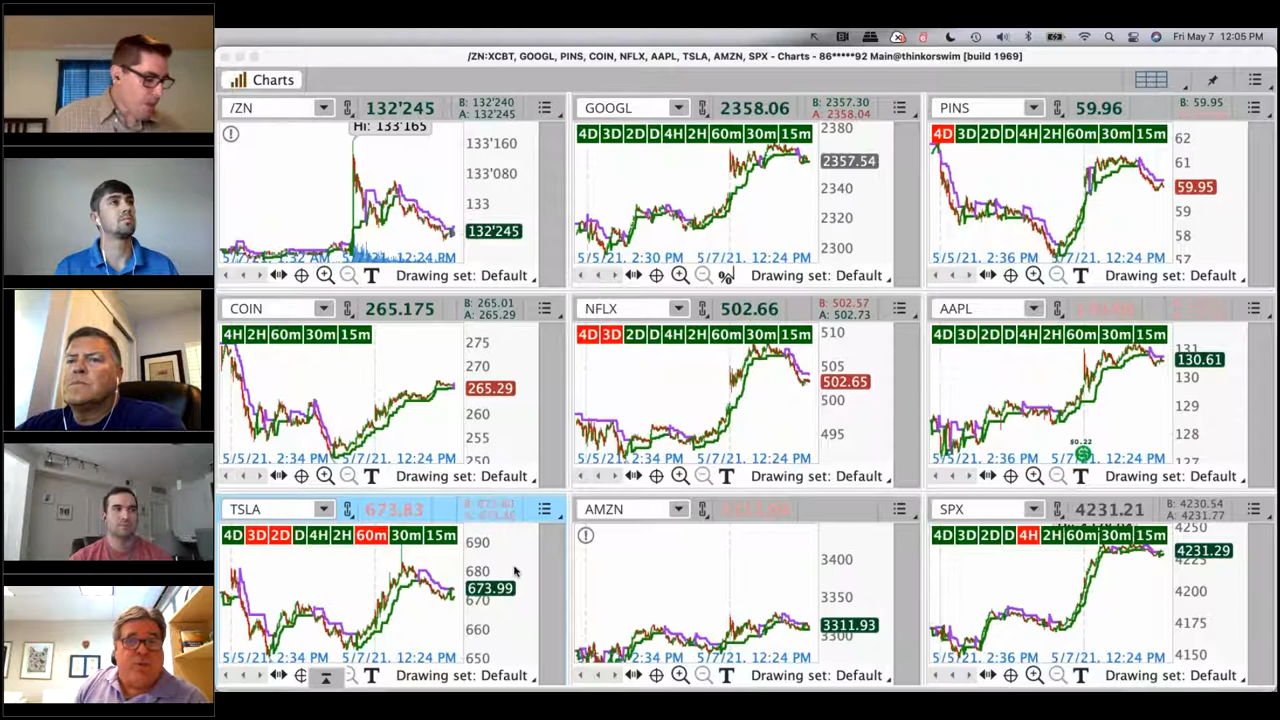 Fri May 7 12:05 PM
/ZN:XCBT, GOOGL, PINS, COIN, NFLX, AAPL, TSLA, AMZN, SPX - Charts - 86*****92 Main@thinkorswim [build 1969]
Charts
/ZN 132'245 B: 132'240 A: 132'245
Hi: 133'165
133'160
133'080
133
132'245
5/7/21, 12:24 PM
Drawing set: Default
GOOGL 2358.06 B: 2357.30 A: 2358.04
4D 3D 2D D 4H 2H 60m 30m 15m
2380
2357.54
2340
2320
2300
5/5/21, 2:30 PM 5/7/21, 12:24 PM
% Drawing set: Default
PINS 59.96 B: 59.95
4D 3D 2D D 4H 2H 60m 30m 15m
62
61
59.95
59
58
57
5/5/21, 2:36 PM 5/7/21, 12:24 PM
T Drawing set: Default
COIN 265.175 B: 265.01 A: 265.29
4H 2H 60m 30m 15m
275
270
265.29
260
255
250
5/5/21, 2:34 PM 5/7/21, 12:24 PM
T Drawing set: Default
NFLX 502.66 B: 502.57 A: 502.73
4D 3D 2D D 4H 2H 60m 30m 15m
510
505
502.65
500
495
5/5/21, 2:34 PM 5/7/21, 12:24 PM
T Drawing set: Default
AAPL
4D 3D 2D D 4H 2H 60m 30m 15m
131
130.61
130
129
128
127
$0.22
5/5/21, 2:36 PM 5/7/21, 12:24 PM
T Drawing set: Default
TSLA 673.83
4D 3D 2D D 4H 2H 60m 30m 15m
690
680
673.99
670
660
650
5/5/21, 2:34 PM 5/7/21, 12:24 PM
T Drawing set: Default
AMZN
3400
3350
3311.93
3300
5/5/21, 2:34 PM 5/7/21, 12:24 PM
T Drawing set: Default
SPX 4231.21 B: 4230.54 A: 4231.77
4D 3D 2D D 4H 2H 60m 30m 15m
4250
4231.29
4225
4200
4175
4150
5/5/21, 2:36 PM 5/7/21, 12:24 PM
T Drawing set: Default